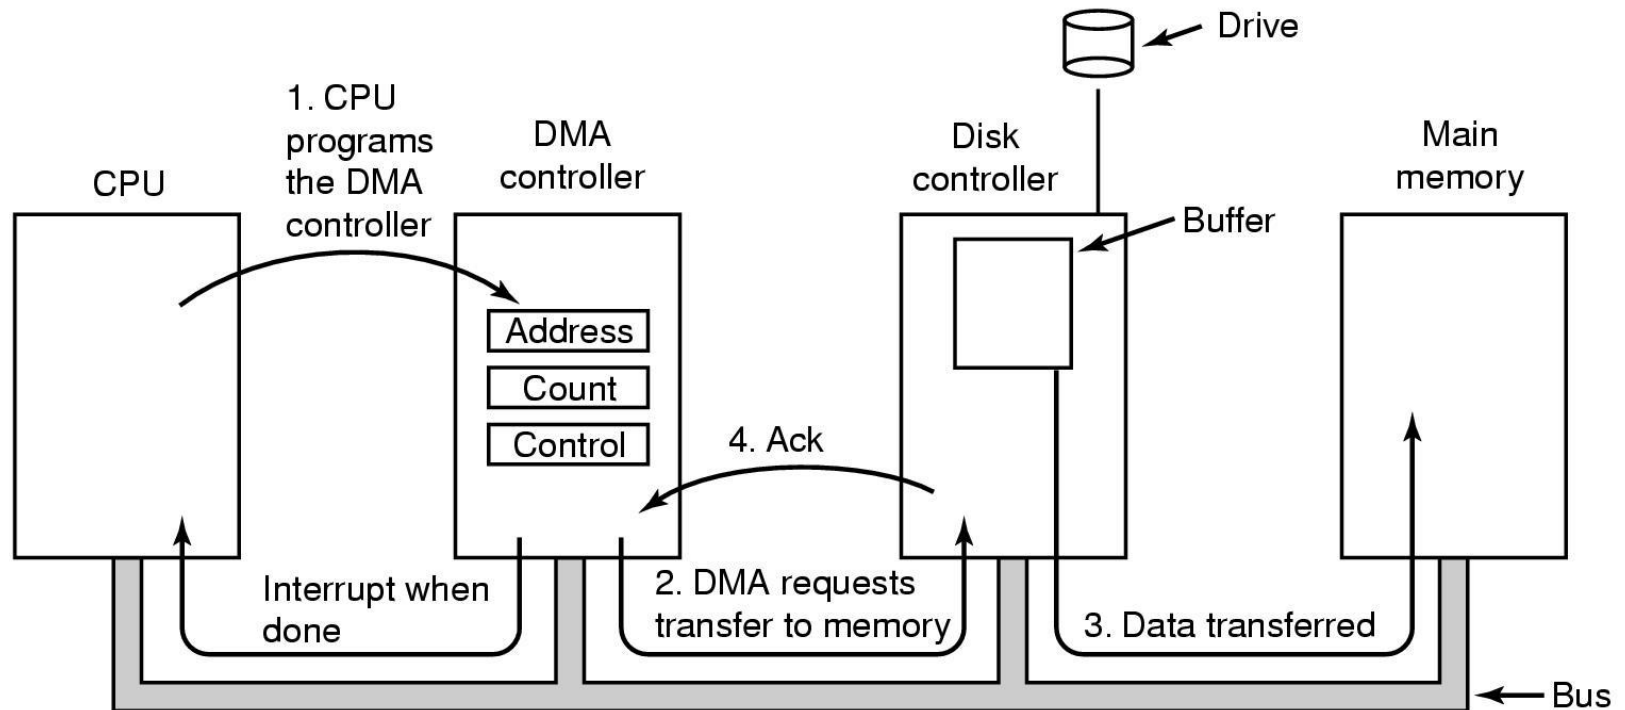 Drive
1. CPU
programs
the DMA
controller
CPU
DMA
controller
Disk
controller
Main
memory
Buffer
Address
Count
Control
4. Ack
Interrupt when
done
2. DMA requests
transfer to memory
3. Data transferred
Bus